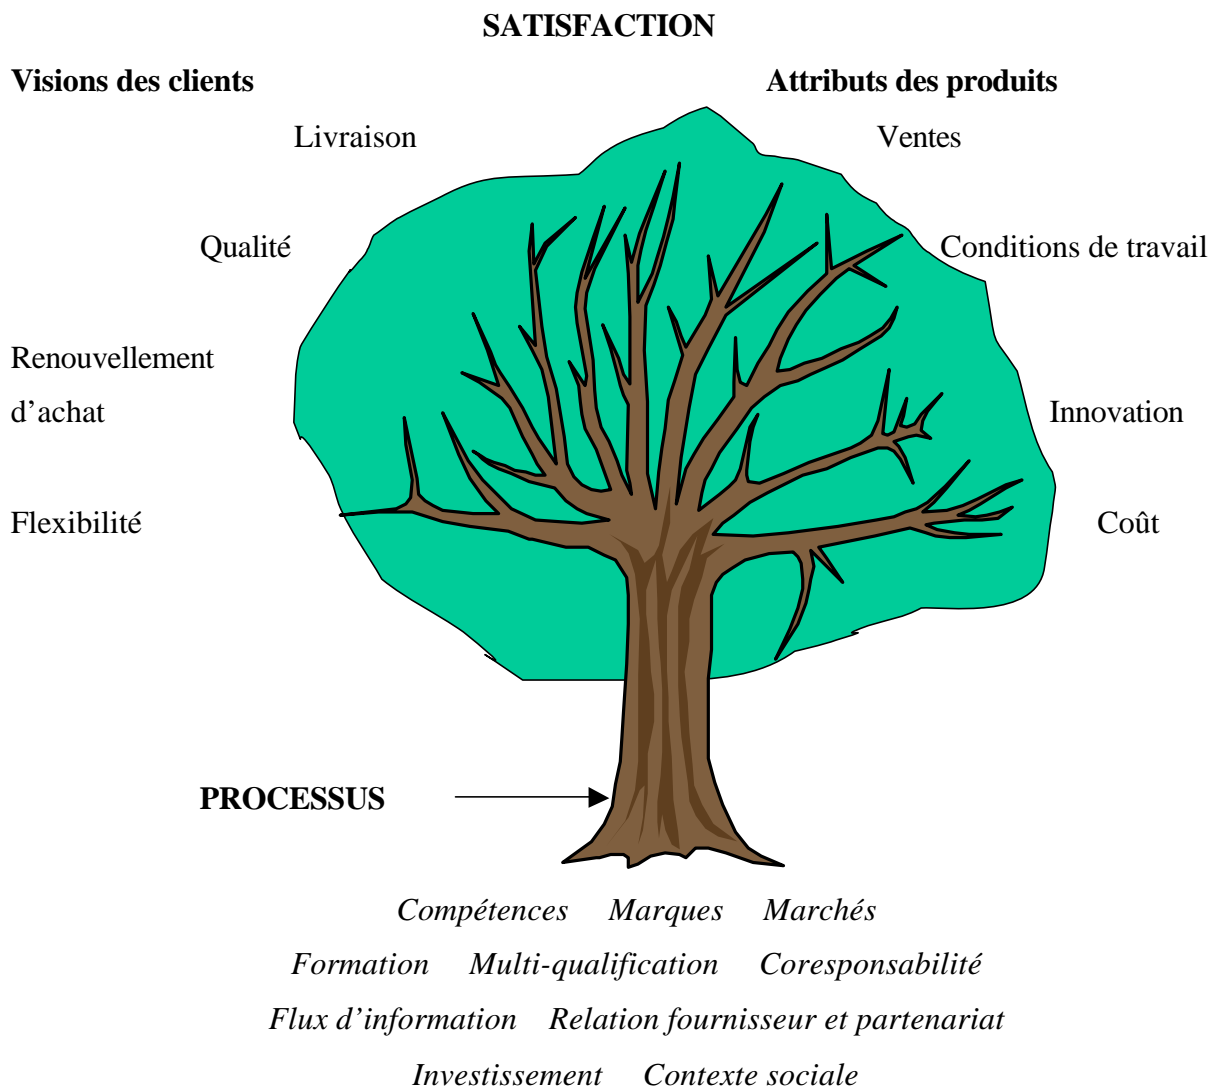 SATISFACTION
Visions des clients Attributs des produits
Livraison Ventes
Qualité Conditions de travail
Renouvellement
d’achat Innovation
Flexibilité Coût
PROCESSUS
Compétences Marques Marchés
Formation Multi-qualification Coresponsabilité
Flux d’information Relation fournisseur et partenariat
Investissement Contexte sociale